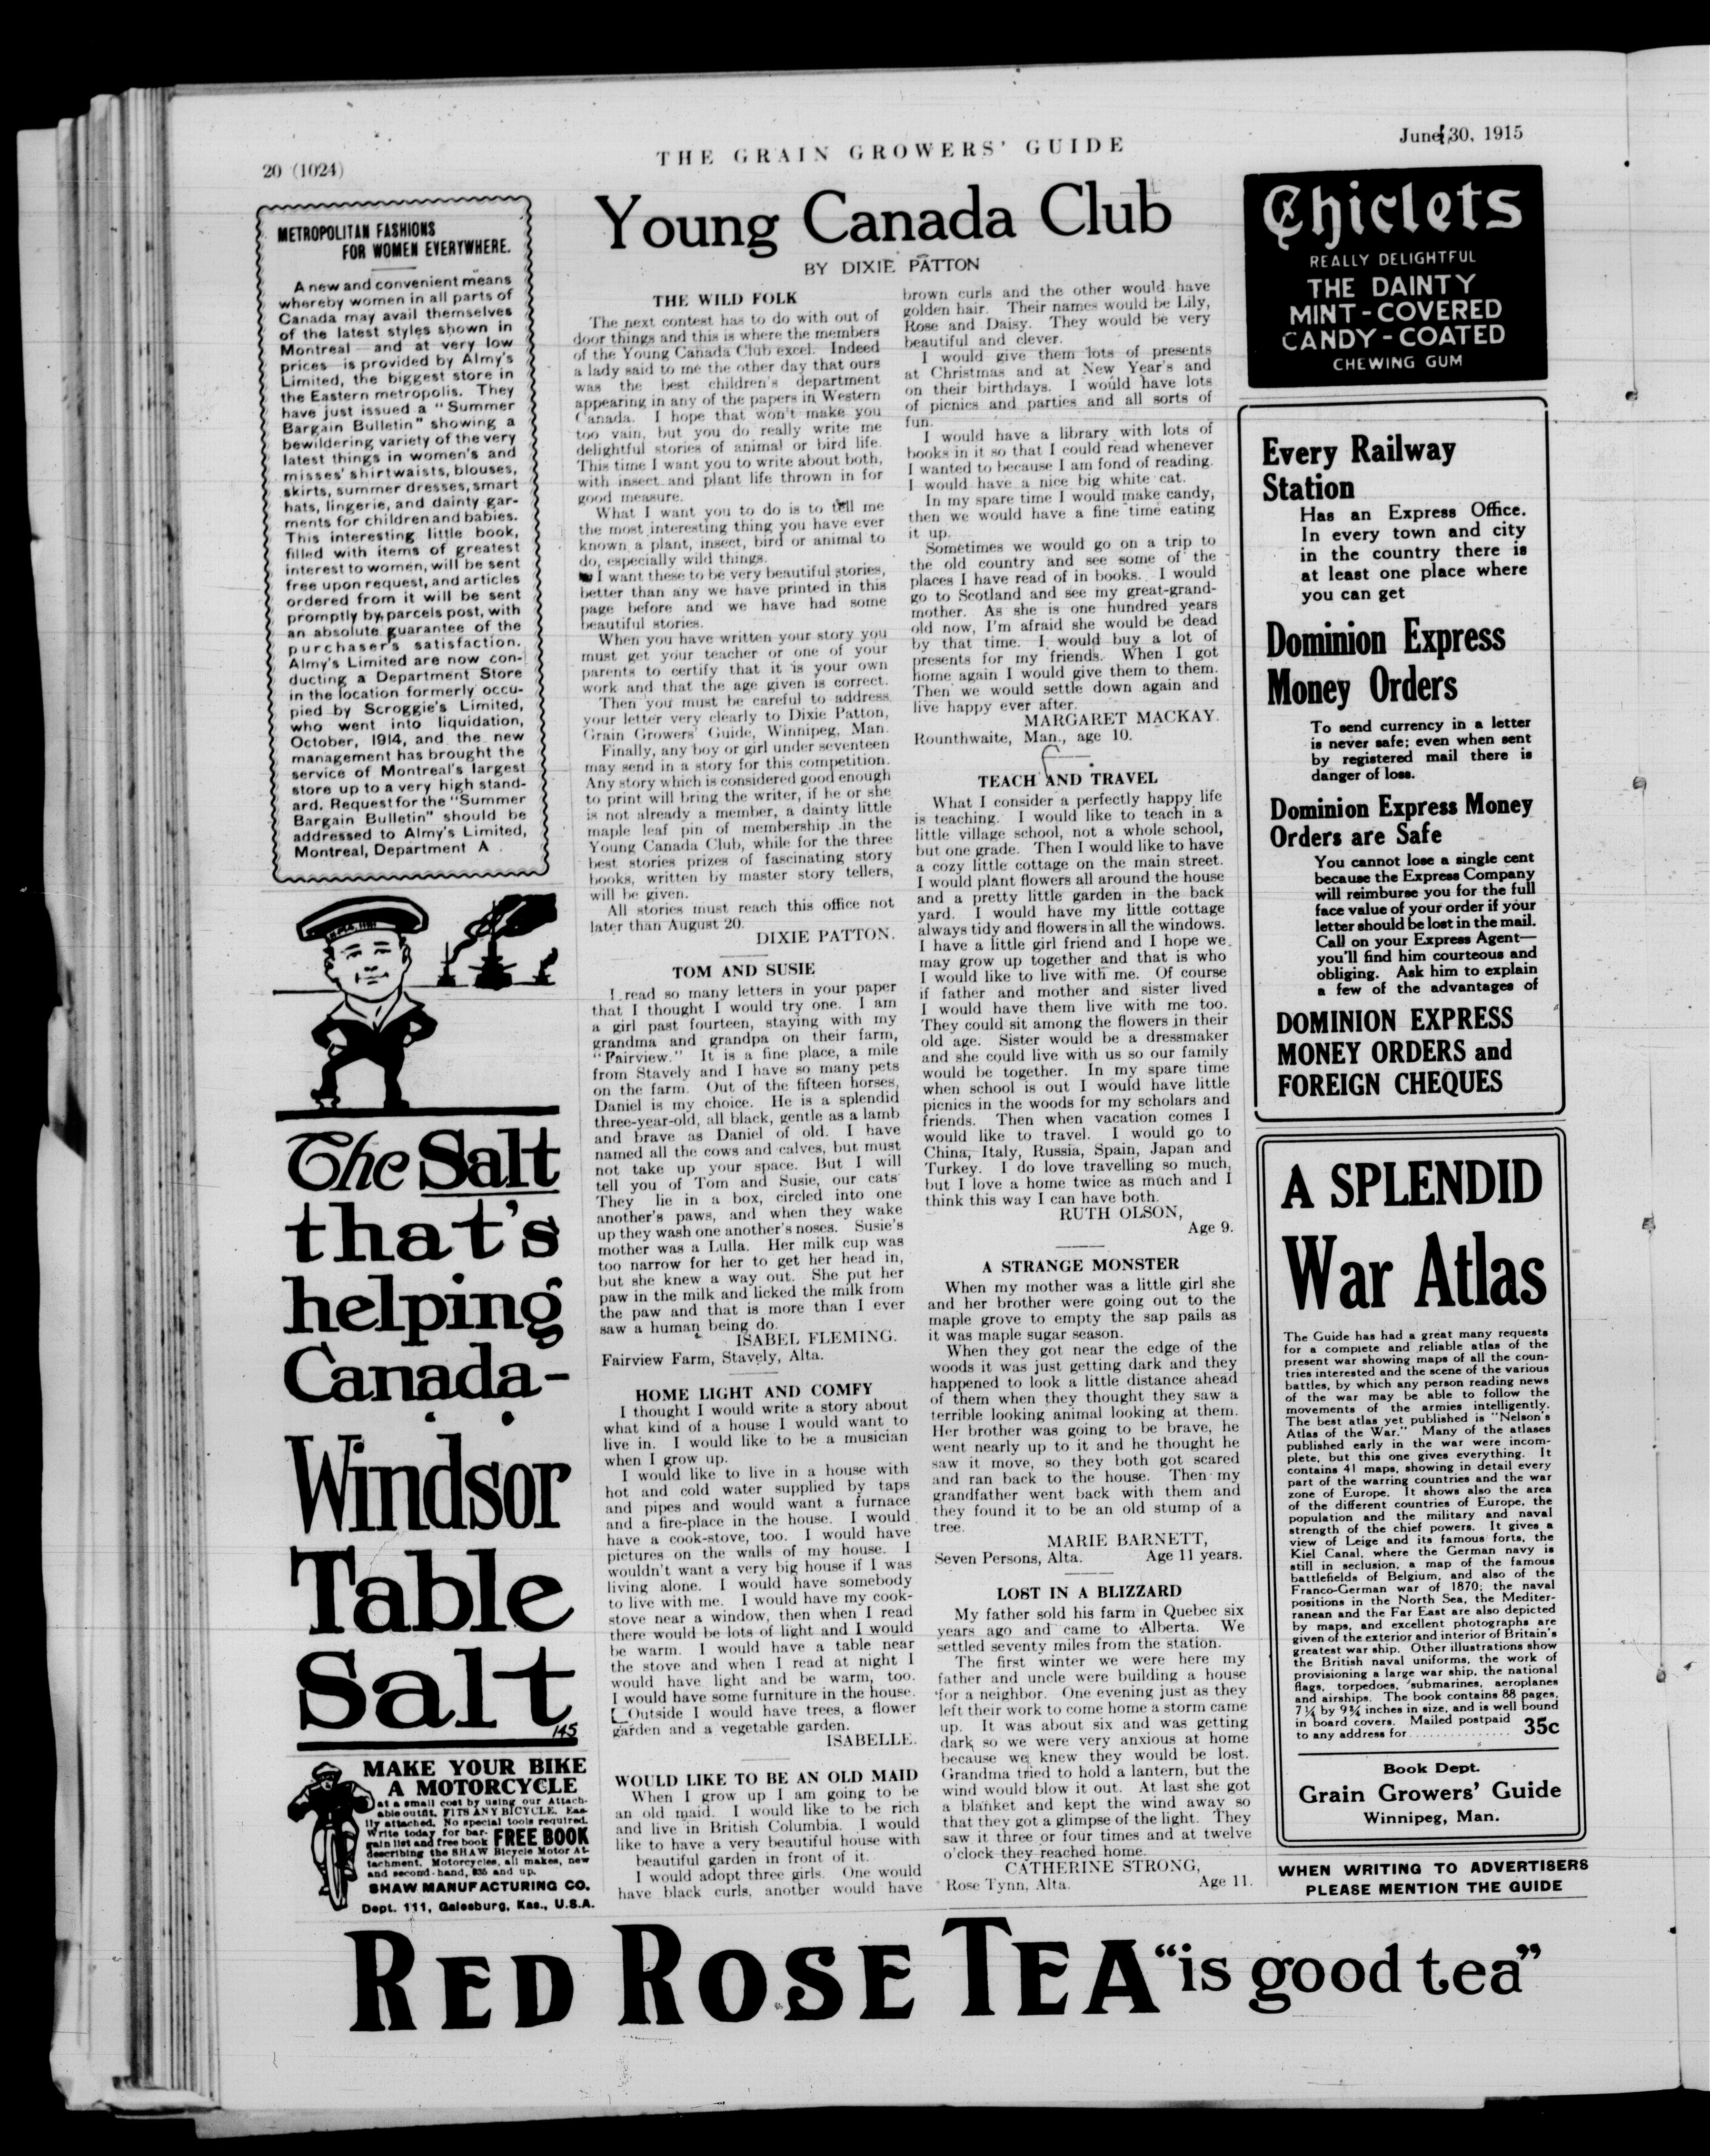 20 (1024)
THE GRAIN GROWERS' GUIDE
June 30, 1915
METROPOLITAN FASHIONS
FOR WOMEN EVERYWHERE.
A new and convenient means
whereby women in all parts of
Canada may avail themselves
of the latest styles shown in
Montreal—and at very low
prices—is provided by Almy's
Limited, the biggest store in
the Eastern metropolis. They
have just issued a "Summer
Bargain Bulletin" showing a
bewildering variety of the very
latest things in women's and
misses' shirtwaists, blouses,
skirts, summer dresses, smart
hats, lingerie, and dainty gar-
ments for children and babies.
This interesting little book,
filled with items of greatest
interest to women, will be sent
free upon request, and articles
ordered from it will be sent
promptly by parcels post, with
an absolute guarantee of the
purchaser's satisfaction.
Almy's Limited are now con-
ducting a Department Store
in the location formerly occu-
pied by Scroggie's Limited,
who went into liquidation,
October, 1914, and the new
management has brought the
service of Montreal's largest
store up to a very high stand-
ard. Request for the "Summer
Bargain Bulletin" should be
addressed to Almy's Limited,
Montreal, Department A.
The Salt
that's
helping
Canada-
Windsor
Table
Salt
145
MAKE YOUR BIKE
A MOTORCYCLE
at a small cost by using our Attach-
able outfit. FITS ANY BICYCLE. Eas-
ily attached. No special tools required.
Write today for bar-
gain list and free book FREE BOOK
describing the SHAW Bicycle Motor At-
tachment. Motorcycles, all makes, new
and second-hand, $35 and up.
SHAW MANUFACTURING CO.
Dept. 111, Galesburg, Kas., U.S.A.
Young Canada Club
BY DIXIE PATTON
THE WILD FOLK
The next contest has to do with out of
door things and this is where the members
of the Young Canada Club excel. Indeed
a lady said to me the other day that ours
was the best children's department
appearing in any of the papers in Western
Canada. I hope that won't make you
too vain, but you do really write me
delightful stories of animal or bird life.
This time I want you to write about both,
with insect and plant life thrown in for
good measure.
What I want you to do is to tell me
the most interesting thing you have ever
known a plant, insect, bird or animal to
do, especially wild things.
I want these to be very beautiful stories,
better than any we have printed in this
page before and we have had some
beautiful stories.
When you have written your story you
must get your teacher or one of your
parents to certify that it is your own
work and that the age given is correct.
Then you must be careful to address
your letter very clearly to Dixie Patton,
Grain Growers' Guide, Winnipeg, Man.
Finally, any boy or girl under seventeen
may send in a story for this competition.
Any story which is considered good enough
to print will bring the writer, if he or she
is not already a member, a dainty little
maple leaf pin of membership in the
Young Canada Club, while for the three
best stories prizes of fascinating story
books, written by master story tellers,
will be given.
All stories must reach this office not
later than August 20.
DIXIE PATTON.
TOM AND SUSIE
I read so many letters in your paper
that I thought I would try one. I am
a girl past fourteen, staying with my
grandma and grandpa on their farm,
"Fairview." It is a fine place, a mile
from Stavely and I have so many pets
on the farm. Out of the fifteen horses,
Daniel is my choice. He is a splendid
three-year-old, all black, gentle as a lamb
and brave as Daniel of old. I have
named all the cows and calves, but must
not take up your space. But I will
tell you of Tom and Susie, our cats
They lie in a box, circled into one
another's paws, and when they wake
up they wash one another's noses. Susie's
mother was a Lulla. Her milk cup was
too narrow for her to get her head in,
but she knew a way out. She put her
paw in the milk and licked the milk from
the paw and that is more than I ever
saw a human being do.
ISABEL FLEMING.
Fairview Farm, Stavely, Alta.
HOME LIGHT AND COMFY
I thought I would write a story about
what kind of a house I would want to
live in. I would like to be a musician
when I grow up.
I would like to live in a house with
hot and cold water supplied by taps
and pipes and would want a furnace
and a fire-place in the house. I would
have a cook-stove, too. I would have
pictures on the walls of my house. I
wouldn't want a very big house if I was
living alone. I would have somebody
to live with me. I would have my cook-
stove near a window, then when I read
there would be lots of light and I would
be warm. I would have a table near
the stove and when I read at night I
would have light and be warm, too.
I would have some furniture in the house.
Outside I would have trees, a flower
garden and a vegetable garden.
ISABELLE.
WOULD LIKE TO BE AN OLD MAID
When I grow up I am going to be
an old maid. I would like to be rich
and live in British Columbia. I would
like to have a very beautiful house with
beautiful garden in front of it.
I would adopt three girls. One would
have black curls, another would have
brown curls and the other would have
golden hair. Their names would be Lily,
Rose and Daisy. They would be very
beautiful and clever.
I would give them lots of presents
at Christmas and at New Year's and
on their birthdays. I would have lots
of picnics and parties and all sorts of
fun.
I would have a library with lots of
books in it so that I could read whenever
I wanted to because I am fond of reading.
I would have a nice big white cat.
In my spare time I would make candy,
then we would have a fine time eating
it up.
Sometimes we would go on a trip to
the old country and see some of the
places I have read of in books. I would
go to Scotland and see my great-grand-
mother. As she is one hundred years
old now, I'm afraid she would be dead
by that time. I would buy a lot of
presents for my friends. When I got
home again I would give them to them.
Then we would settle down again and
live happy ever after.
MARGARET MACKAY.
Rounthwaite, Man., age 10.
TEACH AND TRAVEL
What I consider a perfectly happy life
is teaching. I would like to teach in a
little village school, not a whole school,
but one grade. Then I would like to have
a cozy little cottage on the main street.
I would plant flowers all around the house
and a pretty little garden in the back
yard. I would have my little cottage
always tidy and flowers in all the windows.
I have a little girl friend and I hope we
may grow up together and that is who
I would like to live with me. Of course
if father and mother and sister lived
I would have them live with me too.
They could sit among the flowers in their
old age. Sister would be a dressmaker
and she could live with us so our family
would be together. In my spare time
when school is out I would have little
picnics in the woods for my scholars and
friends. Then when vacation comes I
would like to travel. I would go to
China, Italy, Russia, Spain, Japan and
Turkey. I do love travelling so much,
but I love a home twice as much and I
think this way I can have both.
RUTH OLSON,
Age 9.
A STRANGE MONSTER
When my mother was a little girl she
and her brother were going out to the
maple grove to empty the sap pails as
it was maple sugar season.
When they got near the edge of the
woods it was just getting dark and they
happened to look a little distance ahead
of them when they thought they saw a
terrible looking animal looking at them.
Her brother was going to be brave, he
went nearly up to it and he thought he
saw it move, so they both got scared
and ran back to the house. Then my
grandfather went back with them and
they found it to be an old stump of a
tree.
MARIE BARNETT,
Seven Persons, Alta. Age 11 years.
LOST IN A BLIZZARD
My father sold his farm in Quebec six
years ago and came to Alberta. We
settled seventy miles from the station.
The first winter we were here my
father and uncle were building a house
for a neighbor. One evening just as they
left their work to come home a storm came
up. It was about six and was getting
dark so we were very anxious at home
because we knew they would be lost.
Grandma tried to hold a lantern, but the
wind would blow it out. At last she got
a blanket and kept the wind away so
that they got a glimpse of the light. They
saw it three or four times and at twelve
o'clock they reached home.
CATHERINE STRONG,
Rose Tynn, Alta. Age 11.
Chiclets
REALLY DELIGHTFUL
THE DAINTY
MINT-COVERED
CANDY-COATED
CHEWING GUM
Every Railway
Station
Has an Express Office.
In every town and city
in the country there is
at least one place where
you can get
Dominion Express
Money Orders
To send currency in a letter
is never safe; even when sent
by registered mail there is
danger of loss.
Dominion Express Money
Orders are Safe
You cannot lose a single cent
because the Express Company
will reimburse you for the full
face value of your order if your
letter should be lost in the mail.
Call on your Express Agent—
you'll find him courteous and
obliging. Ask him to explain
a few of the advantages of
DOMINION EXPRESS
MONEY ORDERS and
FOREIGN CHEQUES
A SPLENDID
War Atlas
The Guide has had a great many requests
for a complete and reliable atlas of the
present war showing maps of all the coun-
tries interested and the scene of the various
battles, by which any person reading news
of the war may be able to follow the
movements of the armies intelligently.
The best atlas yet published is "Nelson's
Atlas of the War." Many of the atlases
published early in the war were incom-
plete, but this one gives everything. It
contains 41 maps, showing in detail every
part of the warring countries and the war
zone of Europe. It shows also the area
of the different countries of Europe, the
population and the military and naval
strength of the chief powers. It gives a
view of Leige and its famous forts, the
Kiel Canal, where the German navy is
still in seclusion, a map of the famous
battlefields of Belgium, and also of the
Franco-German war of 1870; the naval
positions in the North Sea, the Mediter-
ranean and the Far East are also depicted
by maps, and excellent photographs are
given of the exterior and interior of Britain's
greatest war ship. Other illustrations show
the British naval uniforms, the work of
provisioning a large war ship, the national
flags, torpedoes, submarines, aeroplanes
and airships. The book contains 88 pages,
7¼ by 9¾ inches in size, and is well bound
in board covers. Mailed postpaid
to any address for.............. 35c
Book Dept.
Grain Growers' Guide
Winnipeg, Man.
WHEN WRITING TO ADVERTISERS
PLEASE MENTION THE GUIDE
RED ROSE TEA "is good tea"